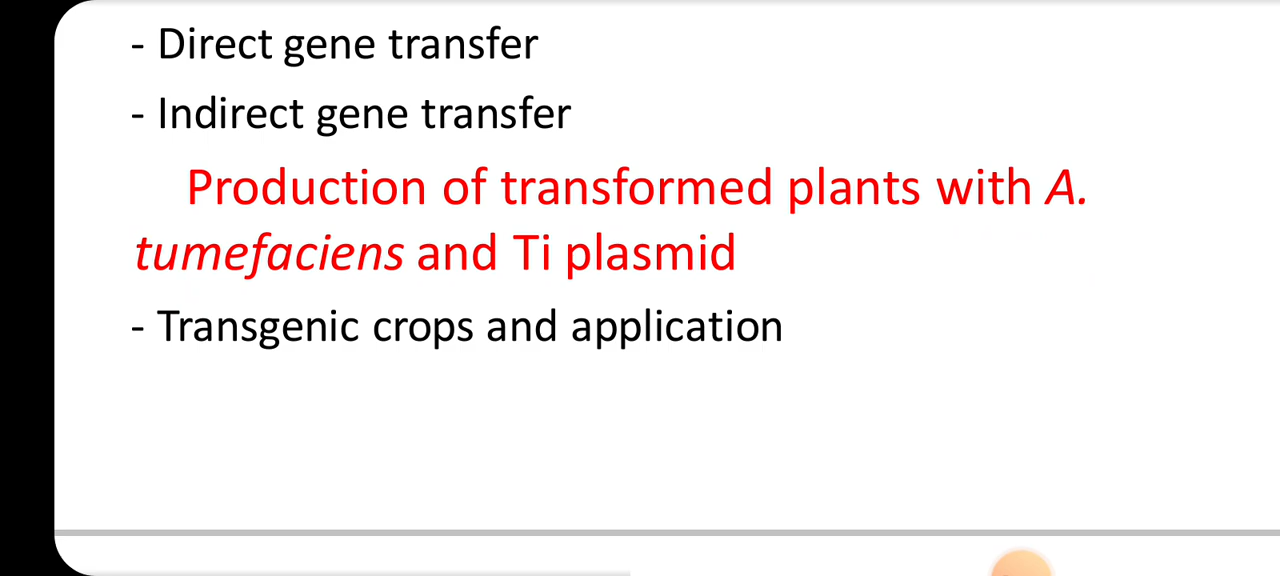 - Direct gene transfer
- Indirect gene transfer
Production of transformed plants with A.
tumefaciens and Ti plasmid
- Transgenic crops and application